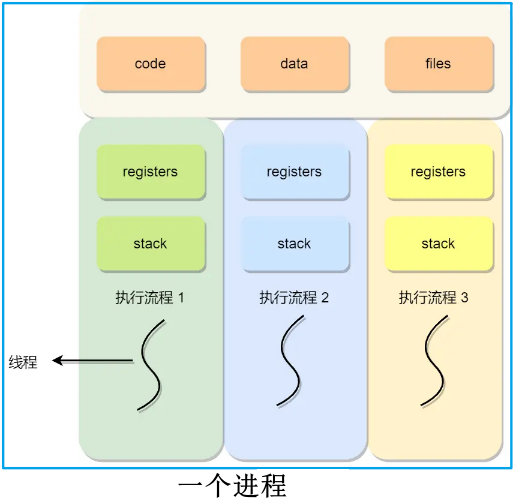 code data files
registers registers registers
stack stack stack
执行流程 1 执行流程 2 执行流程 3
线程
一个进程